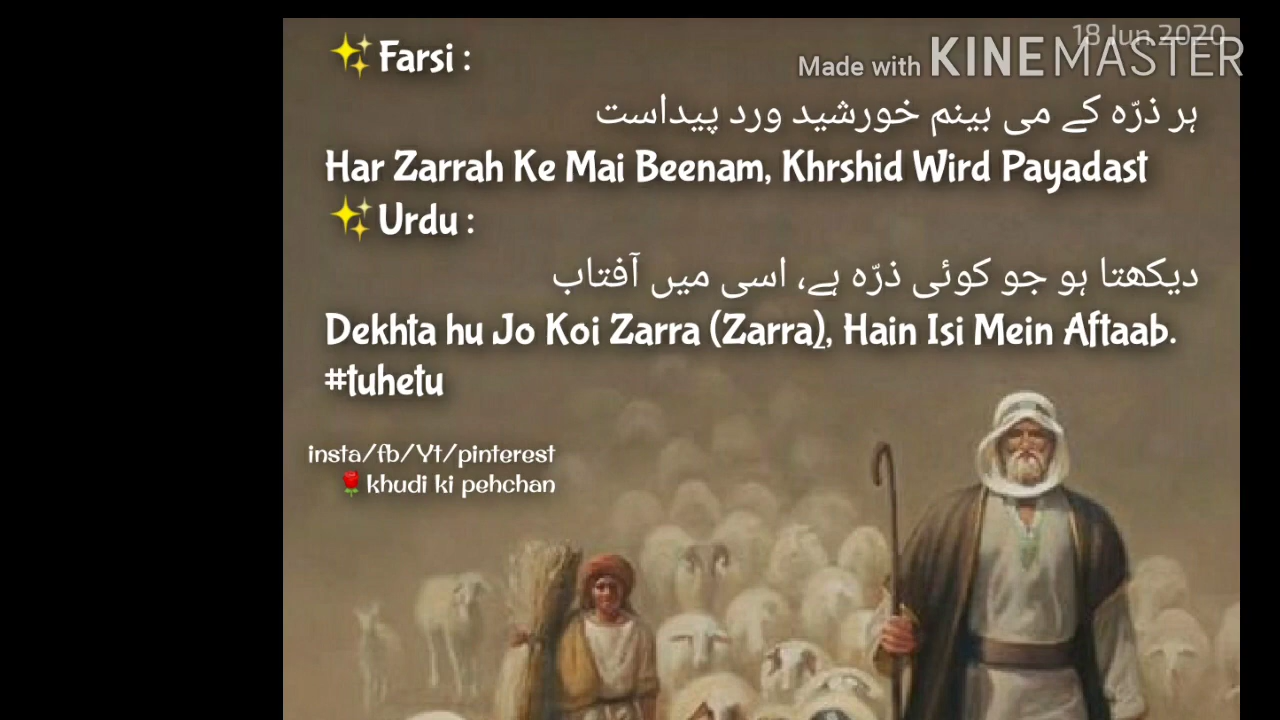 18 Jun 2020
Made with KINEMASTER
✨Farsi :
ہر ذرّہ کے می بینم خورشید ورد پیداست
Har Zarrah Ke Mai Beenam, Khrshid Wird Payadast
✨Urdu :
دیکھتا ہو جو کوئی ذرّہ ہے، اسی میں آفتاب
Dekhta hu Jo Koi Zarra (Zarra), Hain Isi Mein Aftaab.
#tuhetu
insta/fb/Yt/pinterest
🌹khudi ki pehchan